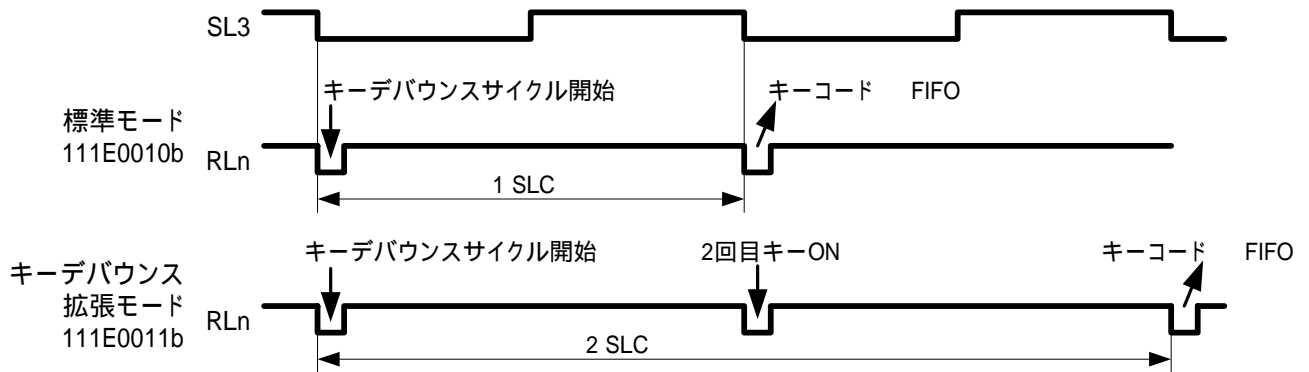 SL3
キーデバウンスサイクル開始
キーコード FIFO
標準モード
111E0010b
RLn
1 SLC
キーデバウンスサイクル開始
2回目キーON
キーコード FIFO
キーデバウンス
拡張モード
111E0011b
RLn
2 SLC